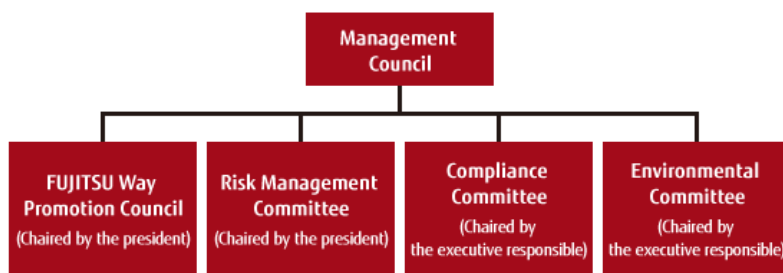 Management
Council
FUJITSU Way
Promotion Council
(Chaired by the president)
Risk Management
Committee
(Chaired by the president)
Compliance
Committee
(Chaired by
the executive responsible)
Environmental
Committee
(Chaired by
the executive responsible)